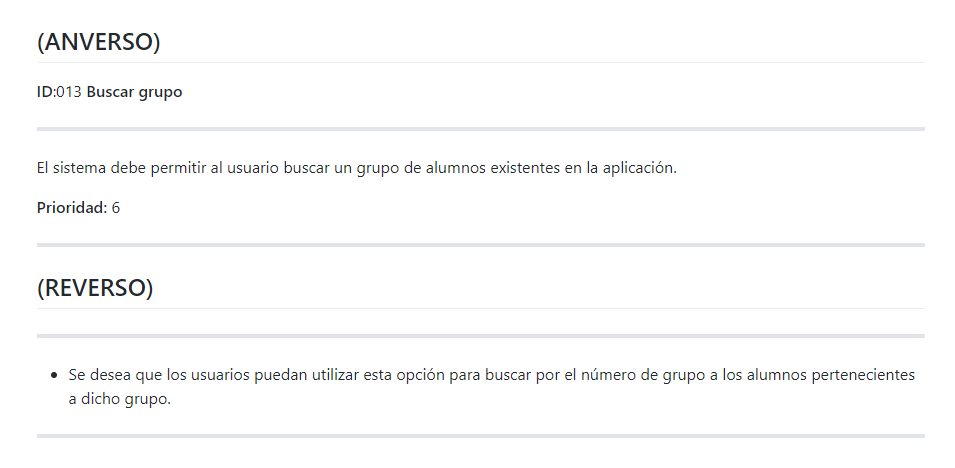 (ANVERSO)
ID:013 Buscar grupo
El sistema debe permitir al usuario buscar un grupo de alumnos existentes en la aplicación.
Prioridad: 6
(REVERSO)
• Se desea que los usuarios puedan utilizar esta opción para buscar por el número de grupo a los alumnos pertenecientes
a dicho grupo.